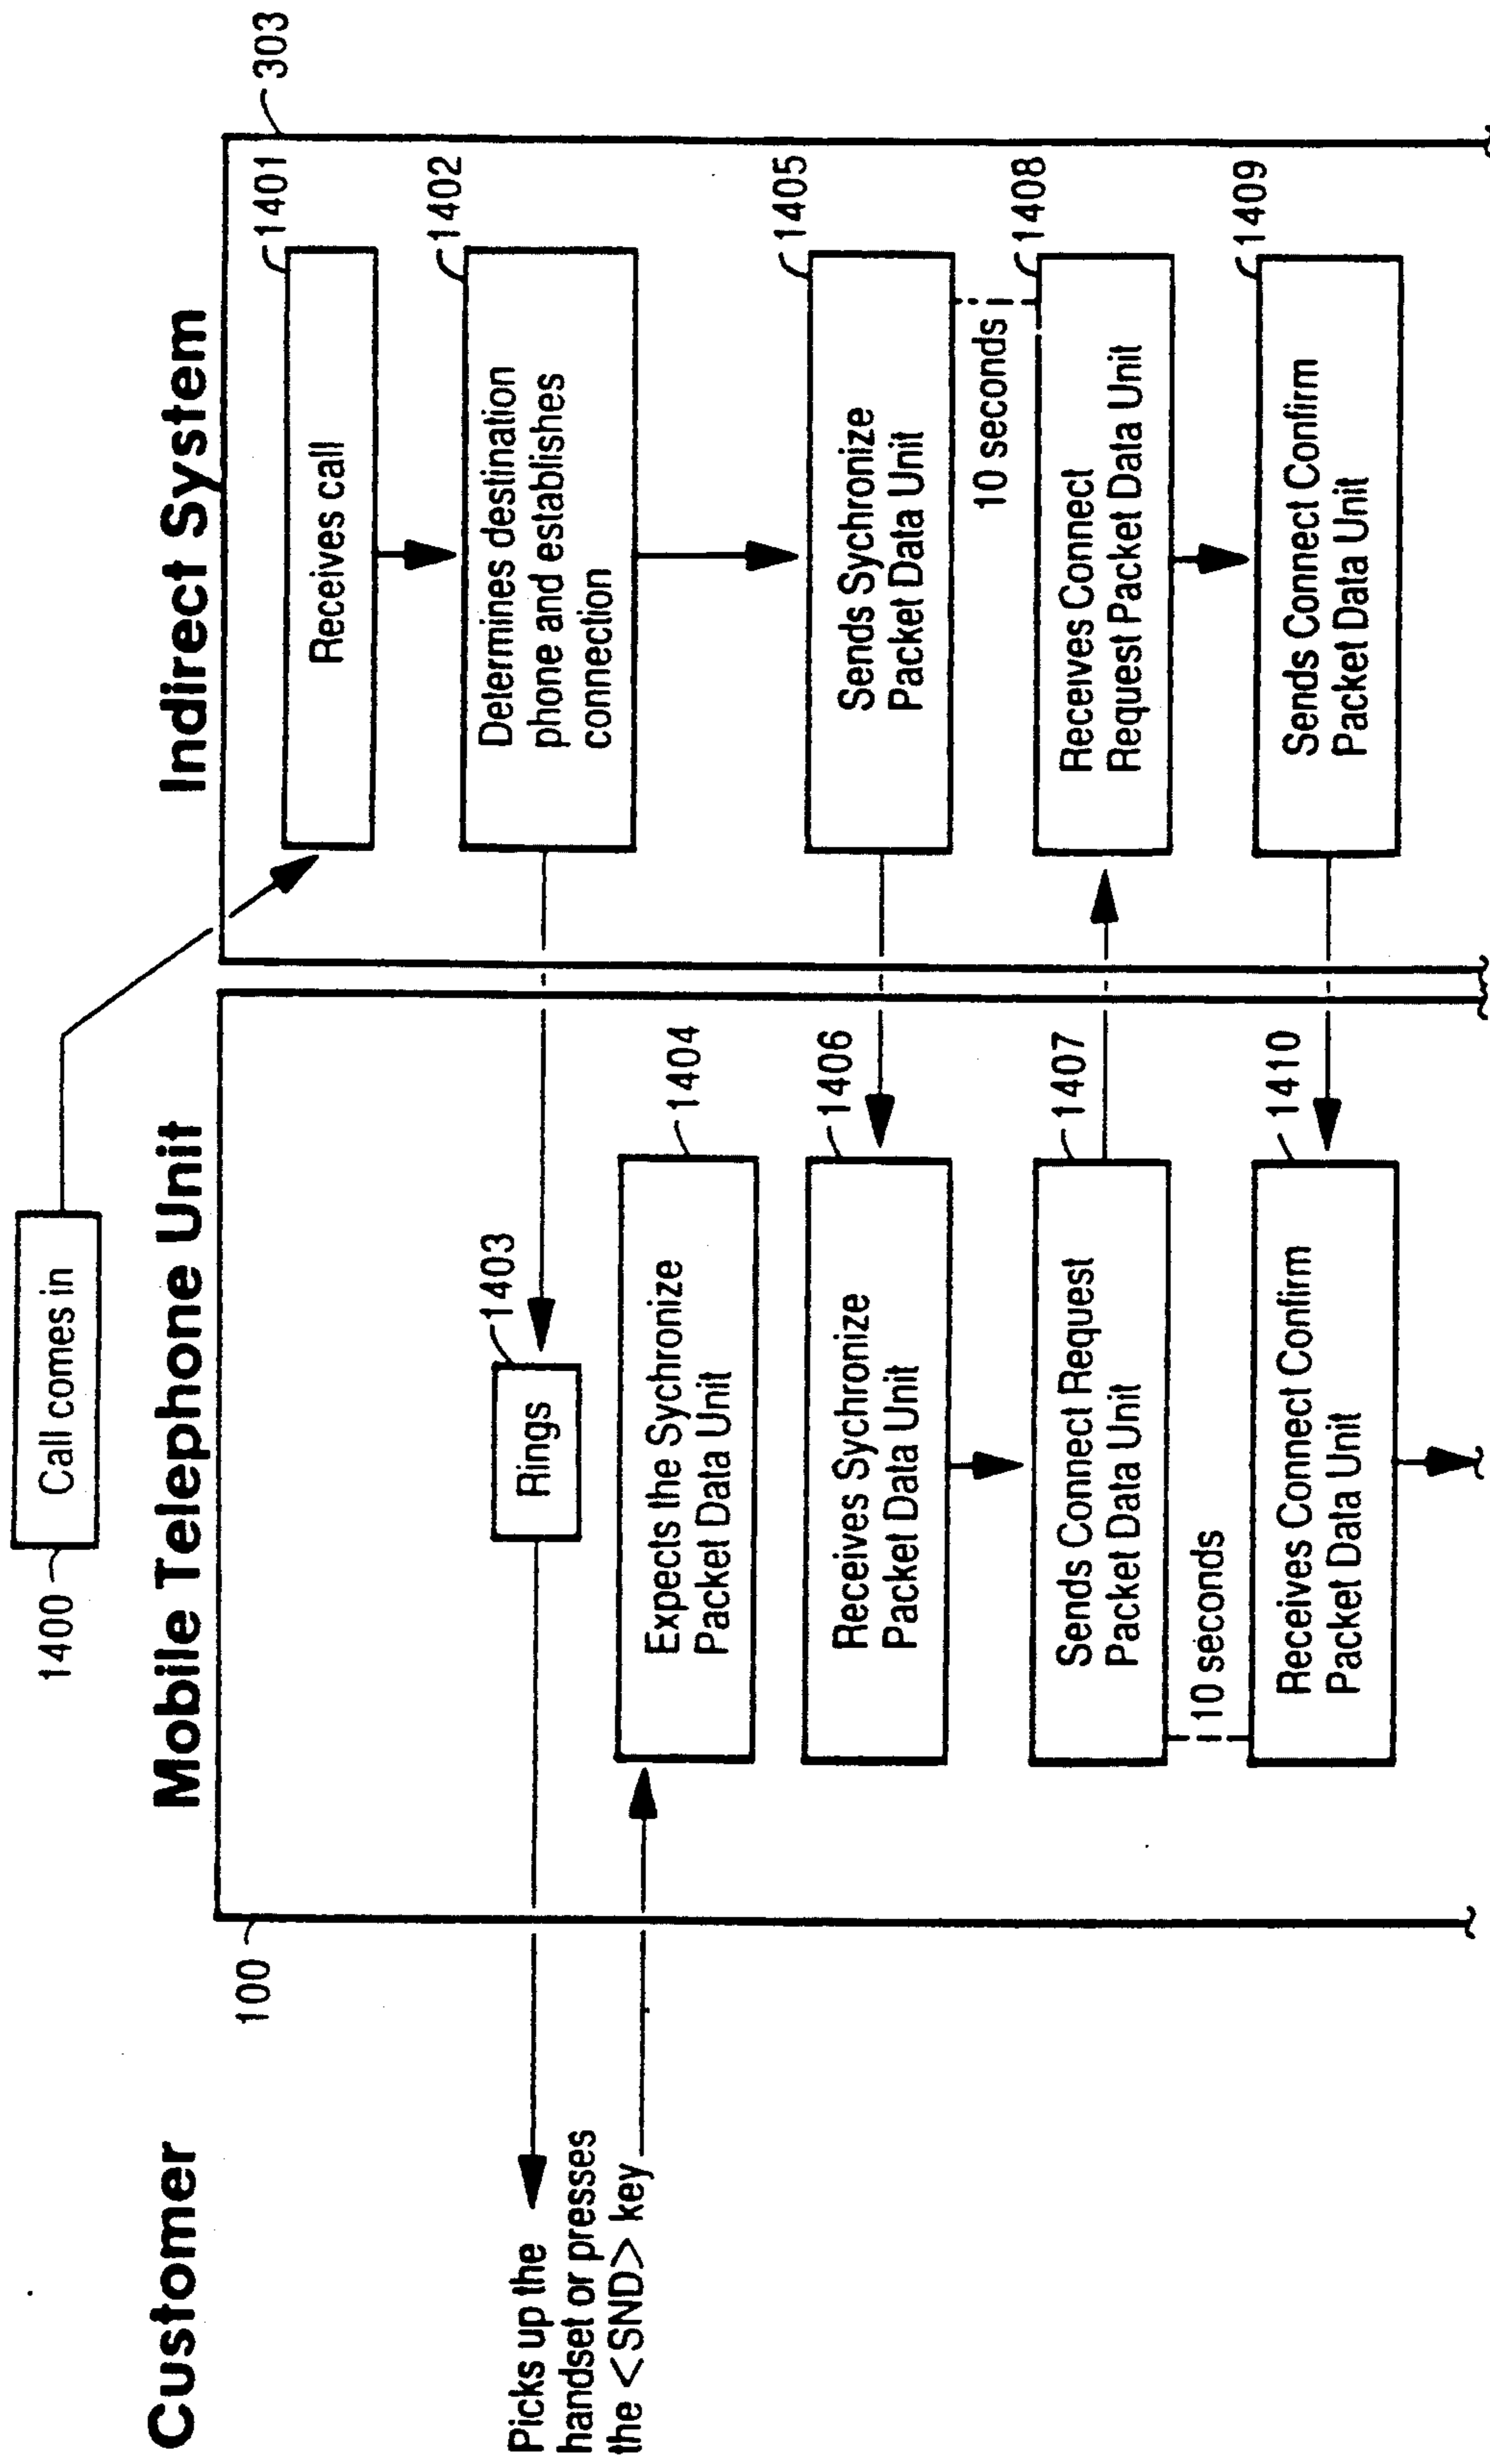 1400
Call comes in
Customer
Mobile Telephone Unit
Indirect System
100
303
1401
Receives call
1402
Determines destination
phone and establishes
connection
1403
Rings
Picks up the
handset or presses
the <SND> key
1404
Expects the Sychronize
Packet Data Unit
1405
Sends Sychronize
Packet Data Unit
1406
Receives Sychronize
Packet Data Unit
10 seconds
1407
Sends Connect Request
Packet Data Unit
1408
Receives Connect
Request Packet Data Unit
10 seconds
1409
Sends Connect Confirm
Packet Data Unit
1410
Receives Connect Confirm
Packet Data Unit